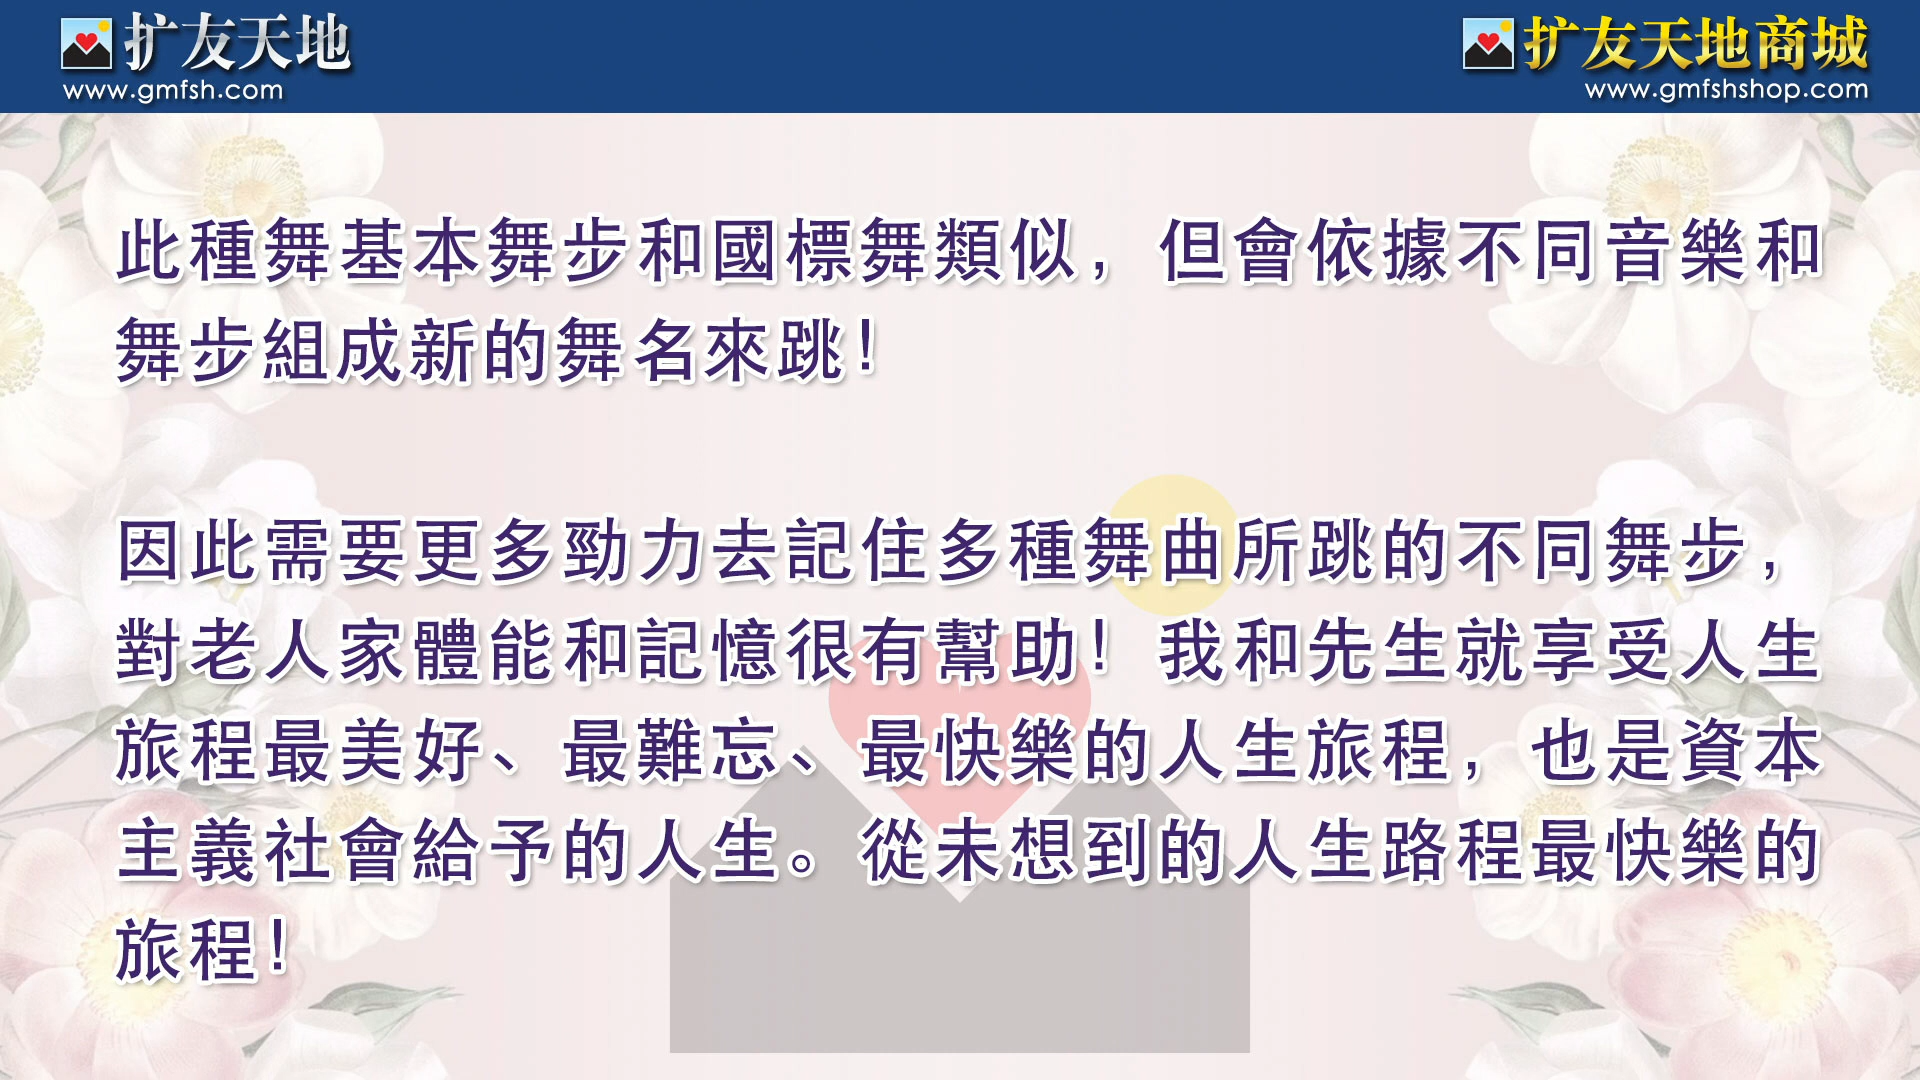 扩友天地
www.gmfsh.com
扩友天地商城
www.gmfshshop.com
此種舞基本舞步和國標舞類似，但會依據不同音樂和
舞步組成新的舞名來跳！
因此需要更多勁力去記住多種舞曲所跳的不同舞步，
對老人家體能和記憶很有幫助！我和先生就享受人生
旅程最美好、最難忘、最快樂的人生旅程，也是資本
主義社會給予的人生。從未想到的人生路程最快樂的
旅程！